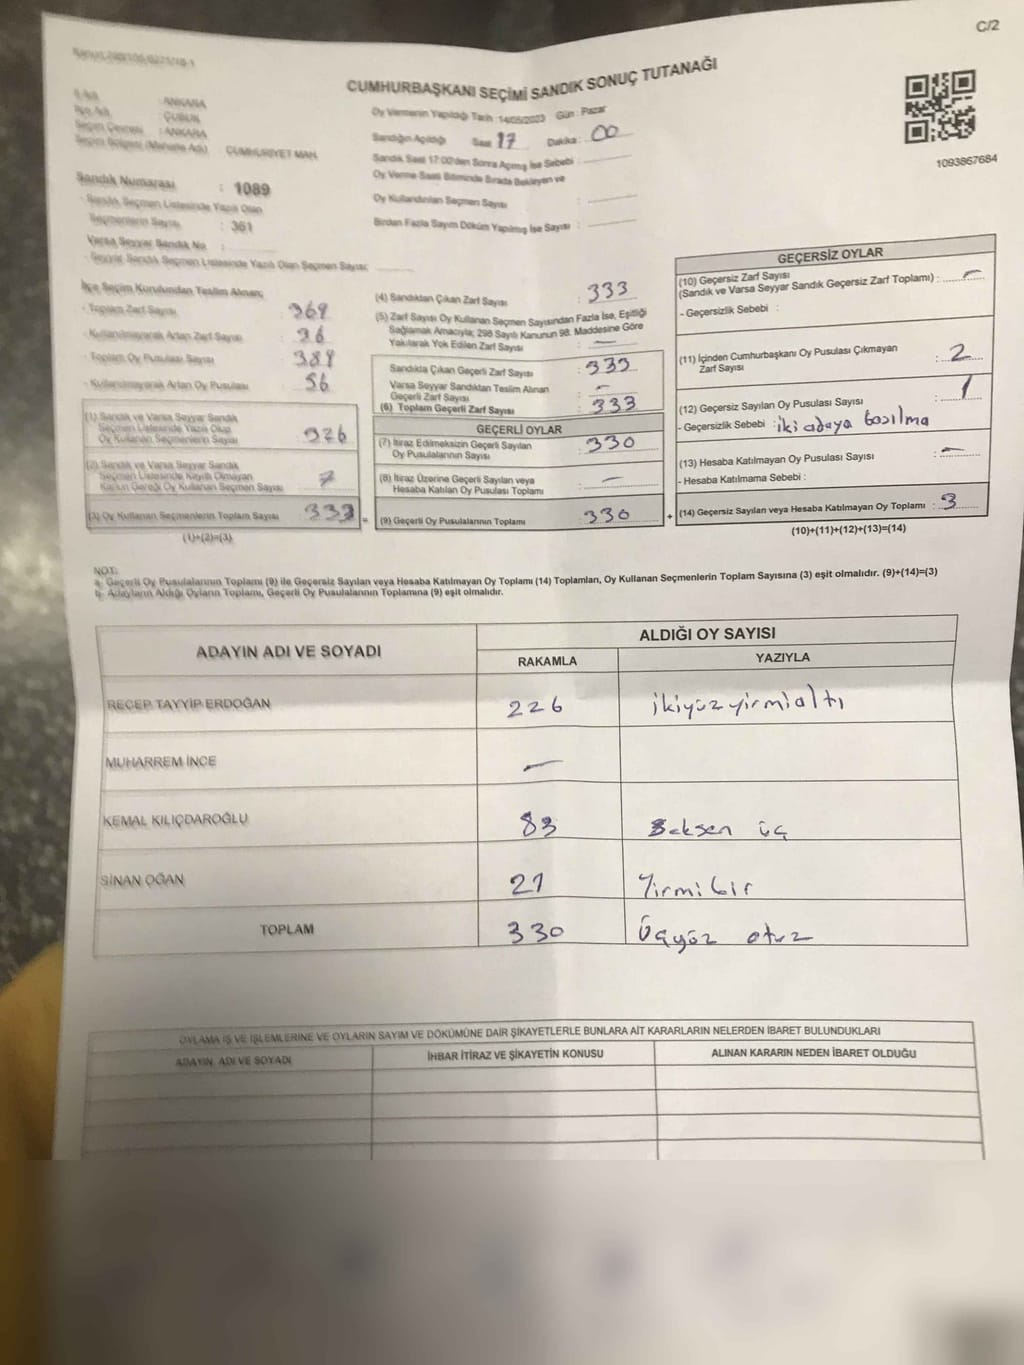 C/2
CUMHURBAŞKANI SEÇİMİ SANDIK SONUÇ TUTANAĞI
İl Adı : ANKARA
İlçe Adı : ÇUBUK
Seçim Çevresi : ANKARA
Seçim Bölgesi (Mahalle Adı) : CUMHURİYET MAH.
Oy Vermenin Yapıldığı Tarih :14/05/2023 Gün : Pazar
Sandığın Açıldığı Saat : 17 Dakika : 00
Sandık Saat 17:00'den Sonra Açılmış İse Sebebi :
Oy Verme Saati Bitiminde Sırada Bekleyen ve
Oy Kullandırılan Seçmen Sayısı :
Birden Fazla Sayım Döküm Yapılmış İse Sayısı :
1093867684
Sandık Numarası : 1089
- Sandık Seçmen Listesinde Yazılı Olan
Seçmenlerin Sayısı : 361
Varsa Seyyar Sandık No :
- Seyyar Sandık Seçmen Listesinde Yazılı Olan Seçmen Sayısı:
İlçe Seçim Kurulundan Teslim Alınan;
- Toplam Zarf Sayısı : 369
- Kullanılmayarak Artan Zarf Sayısı : 36
- Toplam Oy Pusulası Sayısı : 389
- Kullanılmayarak Artan Oy Pusulası : 56
(1) Sandık ve Varsa Seyyar Sandık
Seçmen Listesinde Yazılı Olup
Oy Kullanan Seçmenlerin Sayısı : 326
(2) Sandık ve Varsa Seyyar Sandık
Seçmen Listesinde Kayıtlı Olmayan
Kanun Gereği Oy Kullanan Seçmen Sayısı : 7
(3) Oy Kullanan Seçmenlerin Toplam Sayısı : 333
(1)+(2)=(3)
(4) Sandıktan Çıkan Zarf Sayısı : 333
(5) Zarf Sayısı Oy Kullanan Seçmen Sayısından Fazla İse, Eşitliği
Sağlamak Amacıyla; 298 Sayılı Kanunun 98. Maddesine Göre
Yakılarak Yok Edilen Zarf Sayısı : —
Sandıkta Çıkan Geçerli Zarf Sayısı : 333
Varsa Seyyar Sandıktan Teslim Alınan
Geçerli Zarf Sayısı : —
(6) Toplam Geçerli Zarf Sayısı : 333
GEÇERLİ OYLAR
(7) İtiraz Edilmeksizin Geçerli Sayılan
Oy Pusulalarının Sayısı : 330
(8) İtiraz Üzerine Geçerli Sayılan veya
Hesaba Katılan Oy Pusulası Toplamı : —
= (9) Geçerli Oy Pusulalarının Toplamı : 330
GEÇERSİZ OYLAR
(10) Geçersiz Zarf Sayısı
(Sandık ve Varsa Seyyar Sandık Geçersiz Zarf Toplamı) : —
- Geçersizlik Sebebi :
(11) İçinden Cumhurbaşkanı Oy Pusulası Çıkmayan
Zarf Sayısı : 2
(12) Geçersiz Sayılan Oy Pusulası Sayısı : 1
- Geçersizlik Sebebi : iki adaya basılma
(13) Hesaba Katılmayan Oy Pusulası Sayısı : —
- Hesaba Katılmama Sebebi :
+ (14) Geçersiz Sayılan veya Hesaba Katılmayan Oy Toplamı : 3
(10)+(11)+(12)+(13)=(14)
NOT:
a- Geçerli Oy Pusulalarının Toplamı (9) ile Geçersiz Sayılan veya Hesaba Katılmayan Oy Toplamı (14) Toplamları, Oy Kullanan Seçmenlerin Toplam Sayısına (3) eşit olmalıdır. (9)+(14)=(3)
b- Adayların Aldığı Oyların Toplamı, Geçerli Oy Pusulalarının Toplamına (9) eşit olmalıdır.
ADAYIN ADI VE SOYADI
ALDIĞI OY SAYISI
RAKAMLA YAZIYLA
RECEP TAYYİP ERDOĞAN 226 ikiyüzyirmialtı
MUHARREM İNCE —
KEMAL KILIÇDAROĞLU 83 Seksen üç
SİNAN OĞAN 21 Yirmibir
TOPLAM 330 Üçyüz otuz
OYLAMA İŞ VE İŞLEMLERİNE VE OYLARIN SAYIM VE DÖKÜMÜNE DAİR ŞİKAYETLERLE BUNLARA AİT KARARLARIN NELERDEN İBARET BULUNDUKLARI
ADAYIN ADI VE SOYADI İHBAR İTİRAZ VE ŞİKAYETİN KONUSU ALINAN KARARIN NEDEN İBARET OLDUĞU